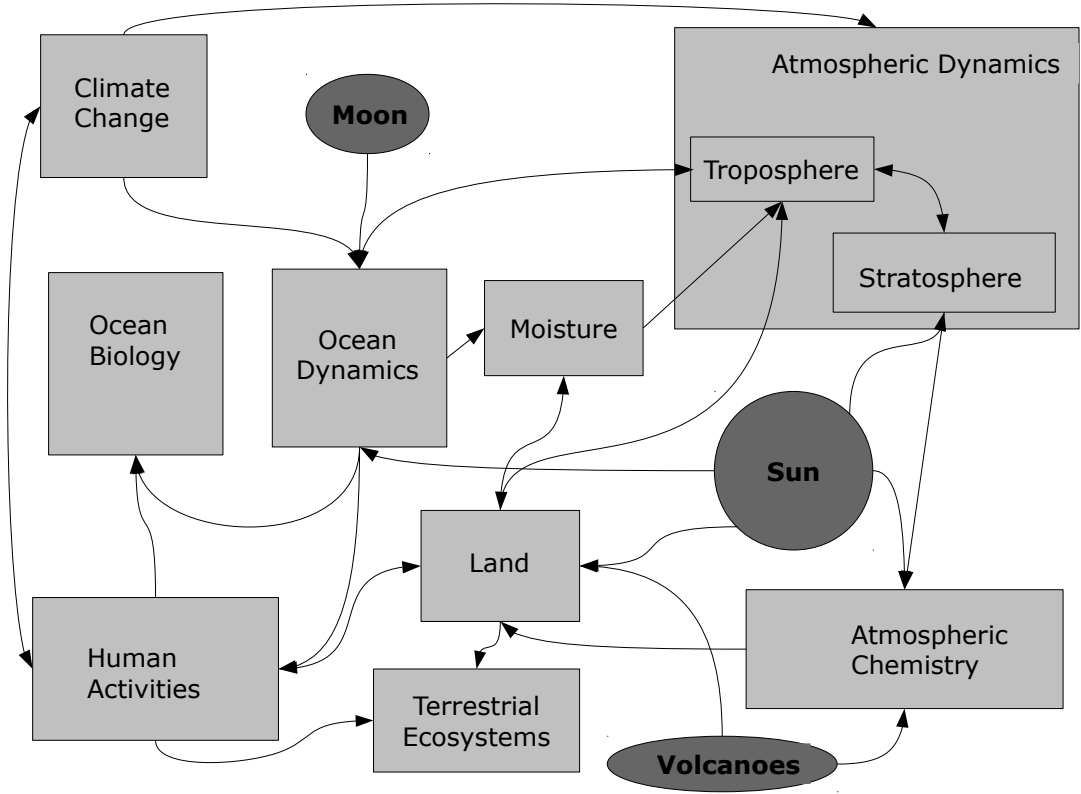 Climate
Change
Moon
Atmospheric Dynamics
Troposphere
Stratosphere
Ocean
Biology
Ocean
Dynamics
Moisture
Sun
Land
Human
Activities
Terrestrial
Ecosystems
Atmospheric
Chemistry
Volcanoes